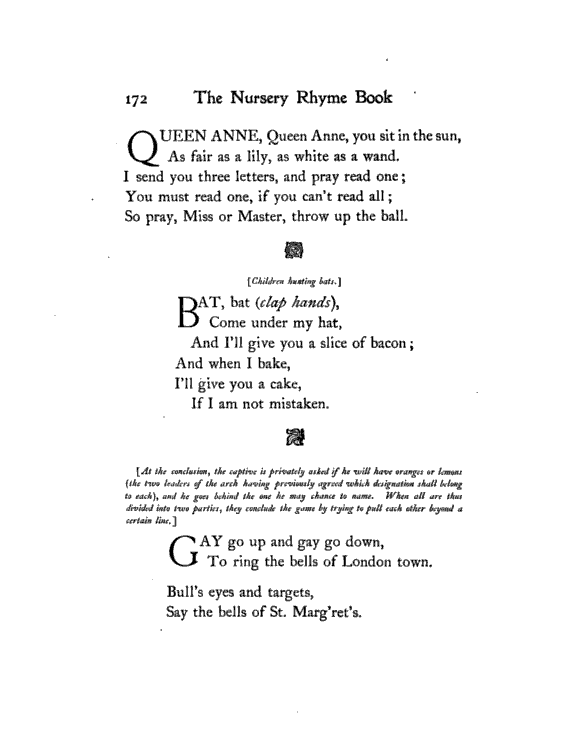 172 The Nursery Rhyme Book
QUEEN ANNE, Queen Anne, you sit in the sun,
As fair as a lily, as white as a wand.
I send you three letters, and pray read one;
You must read one, if you can't read all;
So pray, Miss or Master, throw up the ball.
[Children hunting bats.]
BAT, bat (clap hands),
Come under my hat,
And I'll give you a slice of bacon;
And when I bake,
I'll give you a cake,
If I am not mistaken.
[At the conclusion, the captive is privately asked if he will have oranges or lemons
(the two leaders of the arch having previously agreed which designation shall belong
to each), and he goes behind the one he may chance to name. When all are thus
divided into two parties, they conclude the game by trying to pull each other beyond a
certain line.]
GAY go up and gay go down,
To ring the bells of London town.
Bull's eyes and targets,
Say the bells of St. Marg'ret's.